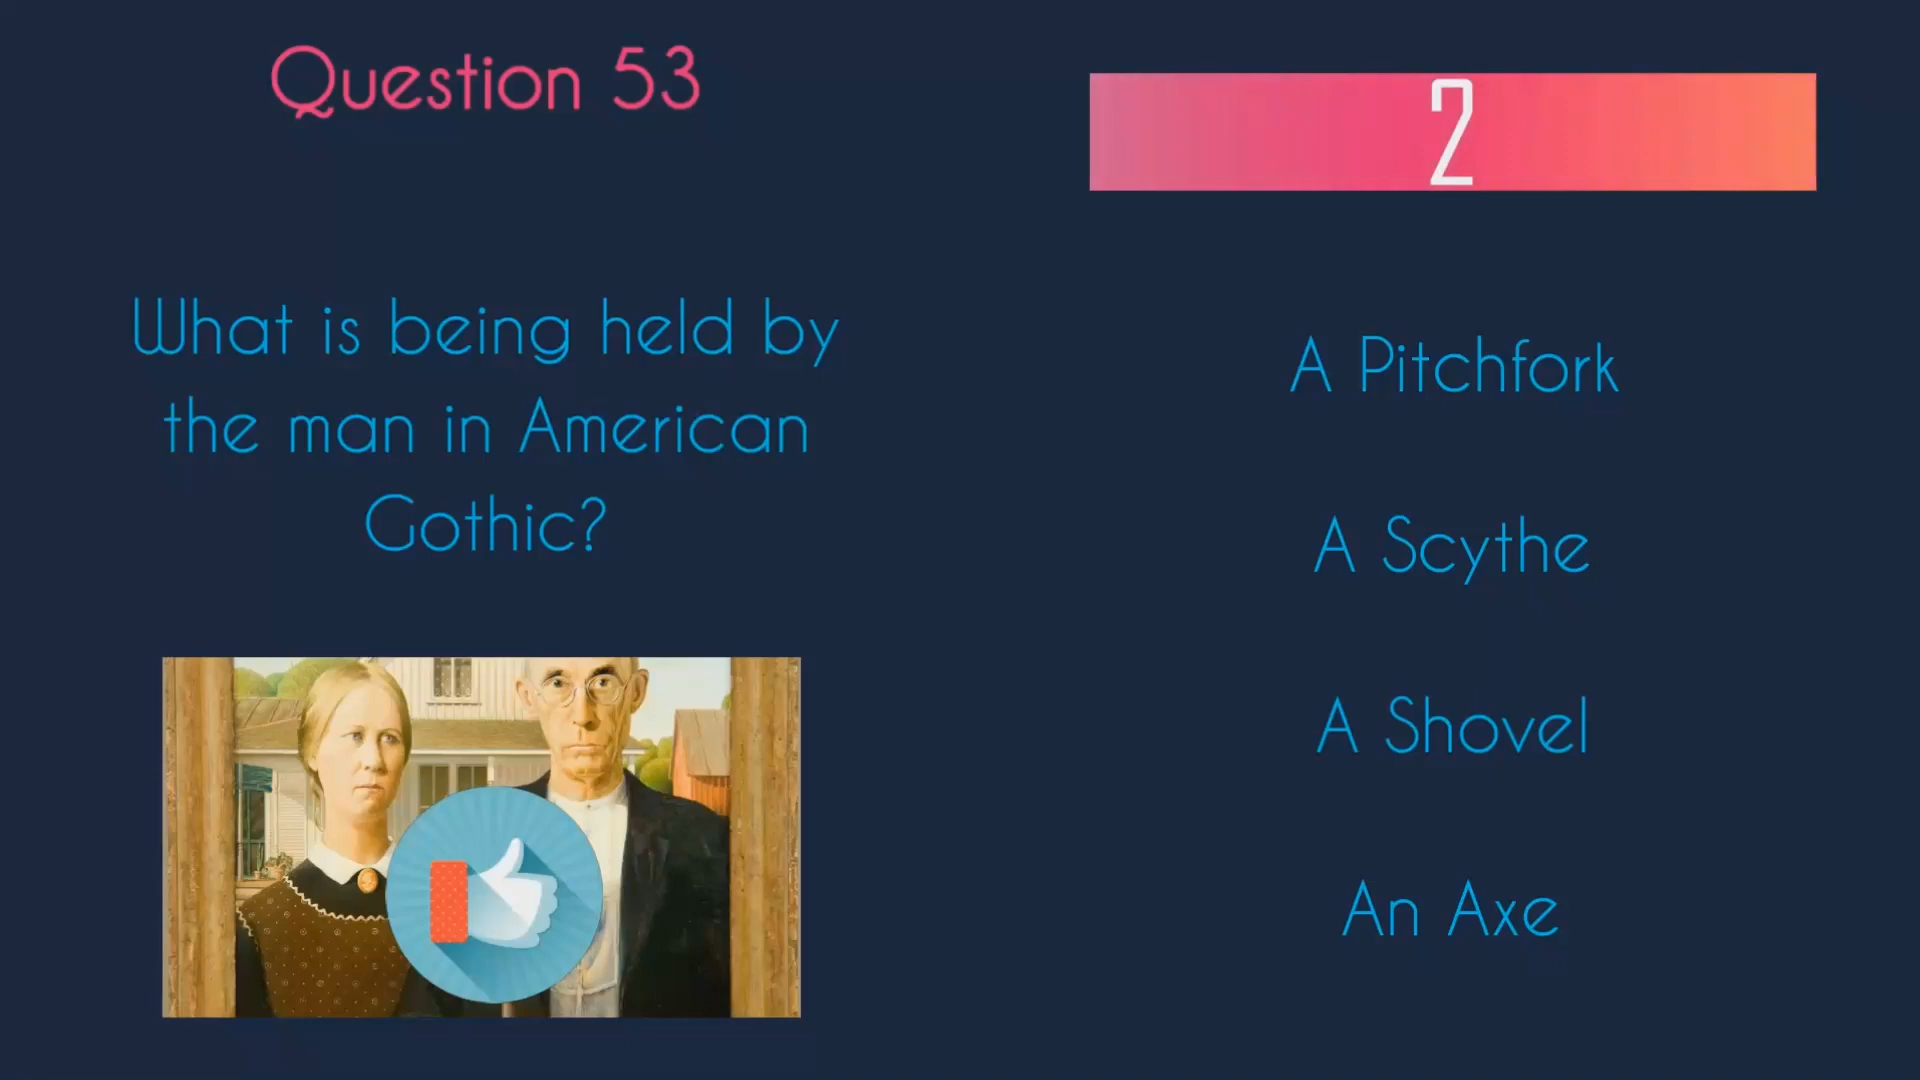 Question 53
2
What is being held by
the man in American
Gothic?
A Pitchfork
A Scythe
A Shovel
An Axe